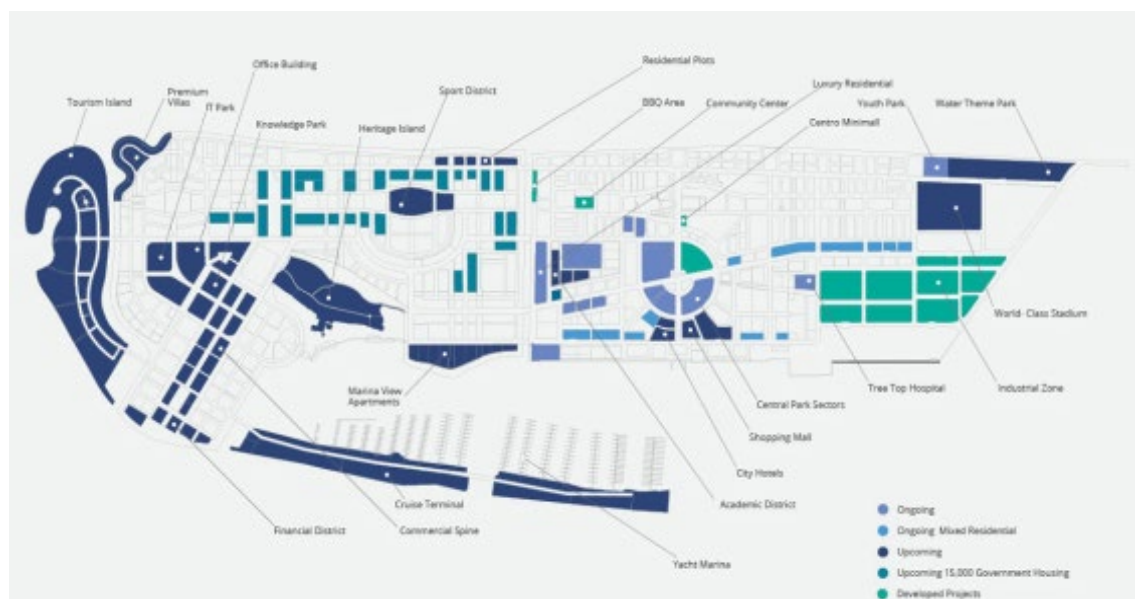 Residential Plots
Office Building
Luxury Residential
Premium
Villas
Sport District
Tourism Island
IT Park
BBQ Area
Community Center
Youth Park
Water Theme Park
Knowledge Park
Heritage Island
Centro Minimall
World- Class Stadium
Marina View
Apartments
Tree Top Hospital
Industrial Zone
Central Park Sectors
Shopping Mall
City Hotels
Cruise Terminal
Academic District
Financial District
Commercial Spine
Yacht Marina
Ongoing
Ongoing Mixed Residential
Upcoming
Upcoming 15,000 Government Housing
Developed Projects